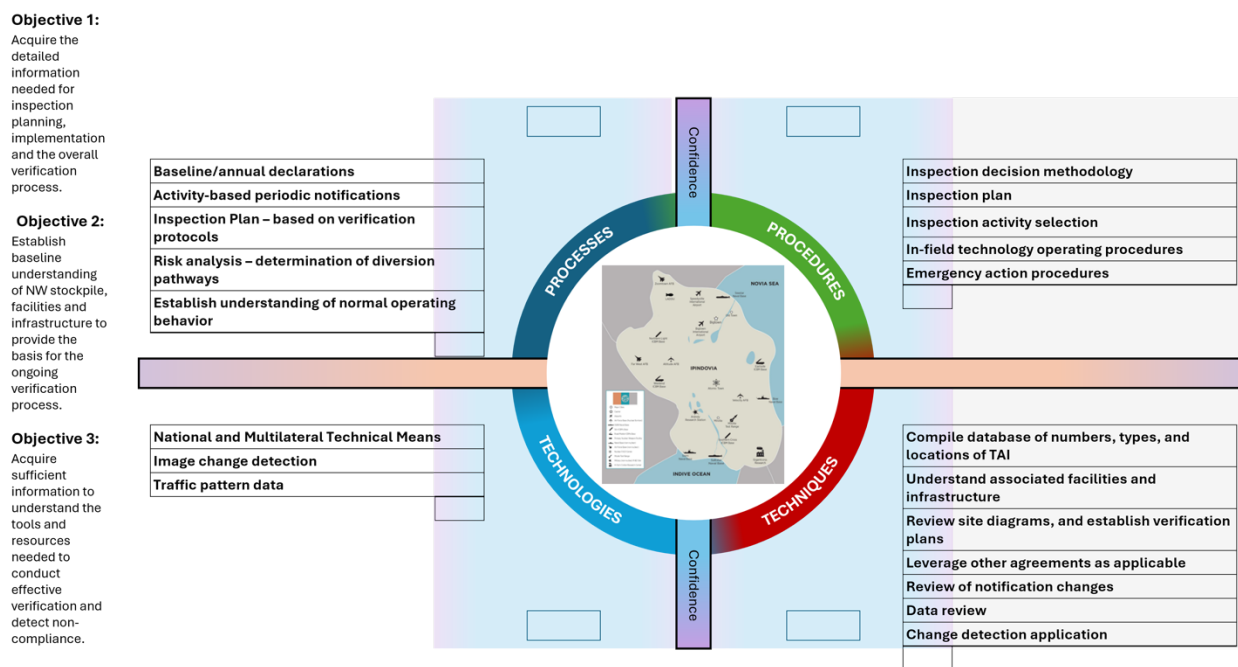 Objective 1:
Acquire the
detailed
information
needed for
inspection
planning,
implementation
and the overall
verification
process.
Objective 2:
Establish
baseline
understanding
of NW stockpile,
facilities and
infrastructure to
provide the
basis for the
ongoing
verification
process.
Objective 3:
Acquire
sufficient
information to
understand the
tools and
resources
needed to
conduct
effective
verification and
detect non-
compliance.
Baseline/annual declarations
Activity-based periodic notifications
Inspection Plan – based on verification
protocols
Risk analysis – determination of diversion
pathways
Establish understanding of normal operating
behavior
National and Multilateral Technical Means
Image change detection
Traffic pattern data
Confidence
PROCESSES
PROCEDURES
TECHNOLOGIES
TECHNIQUES
NOVIA SEA
IPINDOVIA
INDIVE OCEAN
Confidence
Inspection decision methodology
Inspection plan
Inspection activity selection
In-field technology operating procedures
Emergency action procedures
Compile database of numbers, types, and
locations of TAI
Understand associated facilities and
infrastructure
Review site diagrams, and establish verification
plans
Leverage other agreements as applicable
Review of notification changes
Data review
Change detection application